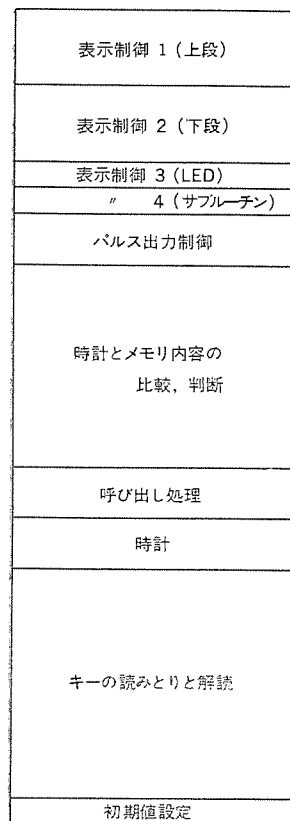 表示制御 1 (上段)
表示制御 2 (下段)
表示制御 3 (LED)
〃 4 (サブルーチン)
パルス出力制御
時計とメモリ内容の
比較, 判断
呼び出し処理
時計
キーの読みとりと解読
初期値設定